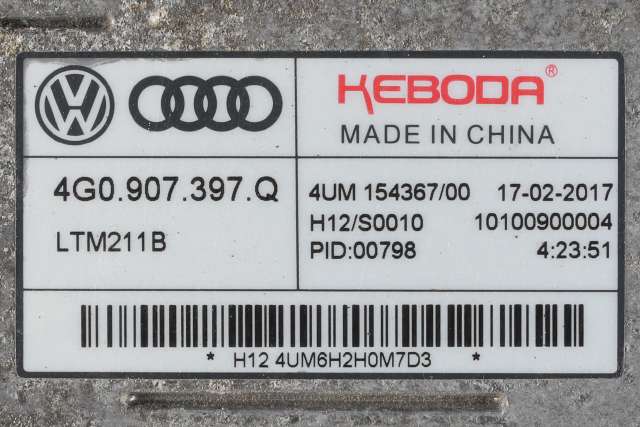 VW
KEBODA®
MADE IN CHINA
4G0.907.397.Q
LTM211B
4UM 154367/00 17-02-2017
H12/S0010 10100900004
PID:00798 4:23:51
* H12 4UM6H2H0M7D3 *